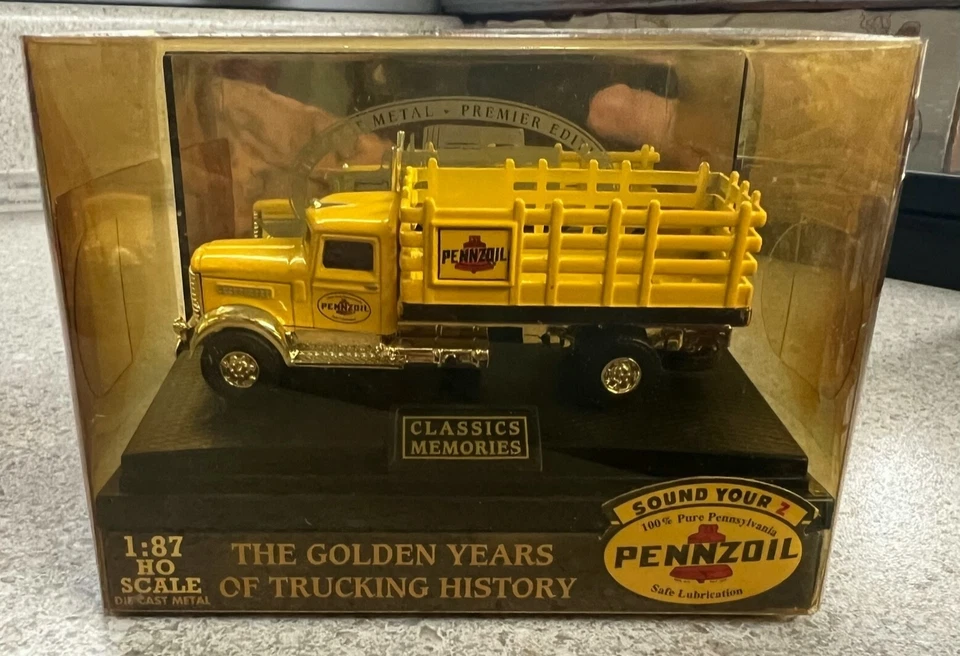 METAL • PREMIER EDI
PENNZOIL
PENNZOIL
CLASSICS
MEMORIES
1:87
HO
SCALE
DIE CAST METAL
THE GOLDEN YEARS
OF TRUCKING HISTORY
SOUND YOUR Z
100% Pure Pennsylvania
PENNZOIL
Safe Lubrication